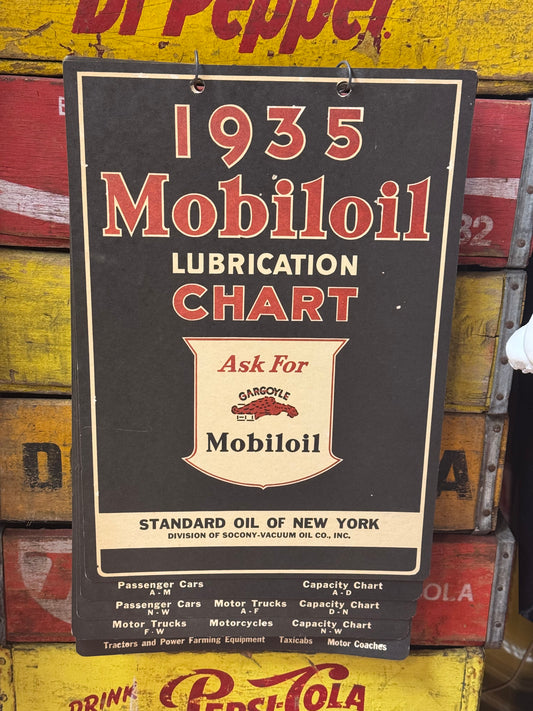 DR PEPPER
1935
Mobiloil
LUBRICATION
CHART
Ask For
GARGOYLE
Mobiloil
STANDARD OIL OF NEW YORK
DIVISION OF SOCONY-VACUUM OIL CO., INC.
Passenger Cars Capacity Chart
A-M A-D
Passenger Cars Motor Trucks Capacity Chart
N-W A-F D-N
Motor Trucks Motorcycles Capacity Chart
F-W N-W
Tractors and Power Farming Equipment Taxicabs Motor Coaches
DRINK PEPSI-COLA